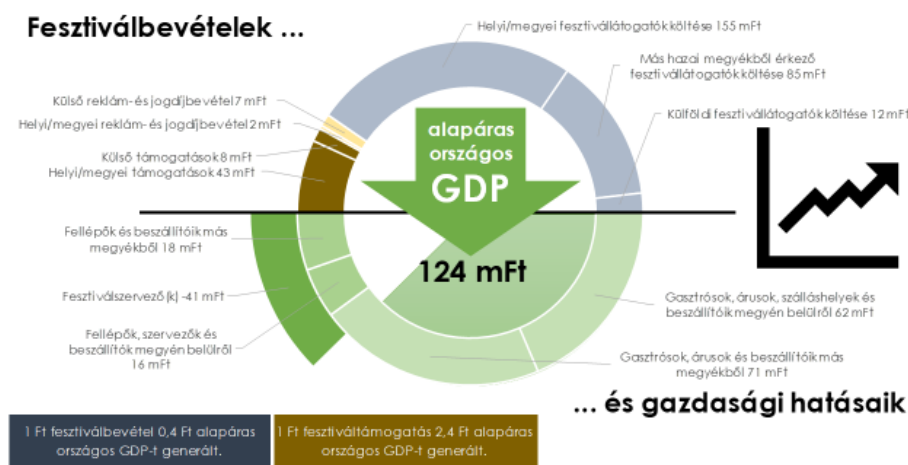 Fesztiválbevételek ...
Helyi/megyei fesztivállátogatók költése 155 mFt
Más hazai megyékből érkező
fesztivállátogatók költése 85 mFt
Külföldi fesztivállátogatók költése 12 mFt
Külső reklám- és jogdíjbevétel 7 mFt
Helyi/megyei reklám- és jogdíjbevétel 2 mFt
Külső támogatások 8 mFt
Helyi/megyei támogatások 43 mFt
alapáras
országos
GDP
124 mFt
Fellépők és beszállítóik más
megyékből 18 mFt
Fesztiválszervező(k) -41 mFt
Fellépők, szervezők és
beszállítók megyén belülről
16 mFt
Gasztrósok, árusok, szálláshelyek és
beszállítóik megyén belülről 62 mFt
Gasztrósok, árusok és beszállítóik más
megyékből 71 mFt
... és gazdasági hatásaik
1 Ft fesztiválbevétel 0,4 Ft alapáras
országos GDP-t generált.
1 Ft fesztiváltámogatás 2,4 Ft alapáras
országos GDP-t generált.